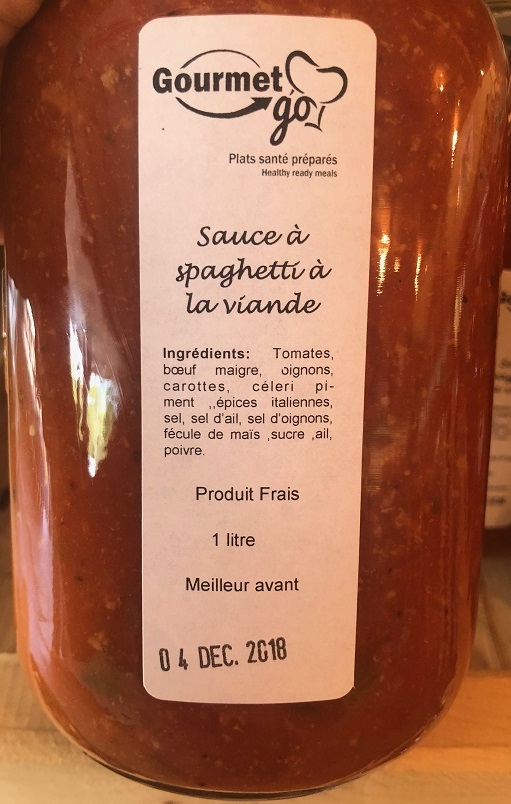 Gourmet
go
Plats santé préparés
Healthy ready meals
Sauce à
spaghetti à
la viande
Ingrédients: Tomates,
bœuf maigre, oignons,
carottes, céleri pi-
ment ,,épices italiennes,
sel, sel d'ail, sel d'oignons,
fécule de maïs ,sucre ,ail,
poivre.
Produit Frais
1 litre
Meilleur avant
04 DEC. 2018